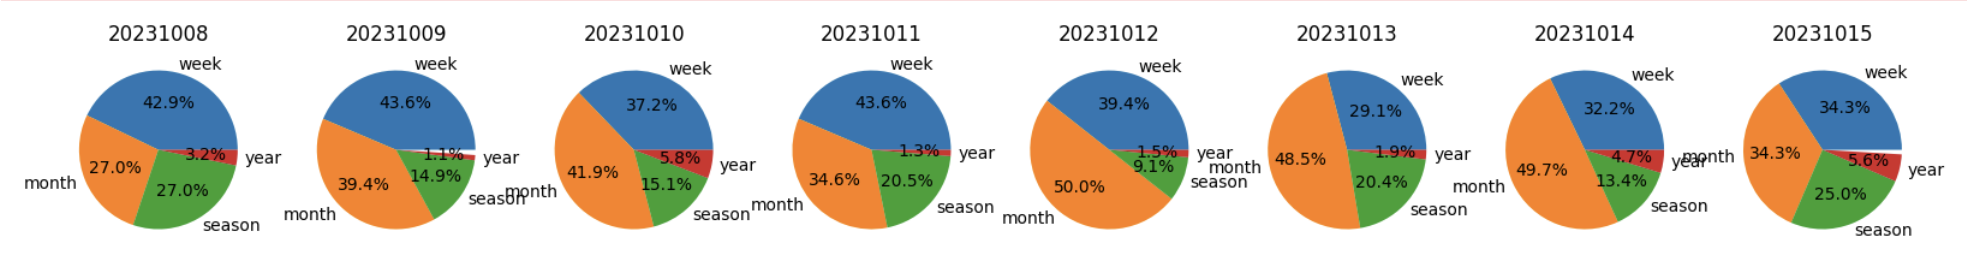 20231008
week
42.9%
month
27.0%
season
27.0%
year
3.2%
20231009
week
43.6%
month
39.4%
season
14.9%
year
1.1%
20231010
week
37.2%
month
41.9%
season
15.1%
year
5.8%
20231011
week
43.6%
month
34.6%
season
20.5%
year
1.3%
20231012
week
39.4%
month
50.0%
season
9.1%
year
1.5%
20231013
week
29.1%
month
48.5%
season
20.4%
year
1.9%
20231014
week
32.2%
month
49.7%
season
13.4%
year
4.7%
20231015
week
34.3%
month
34.3%
season
25.0%
year
5.6%